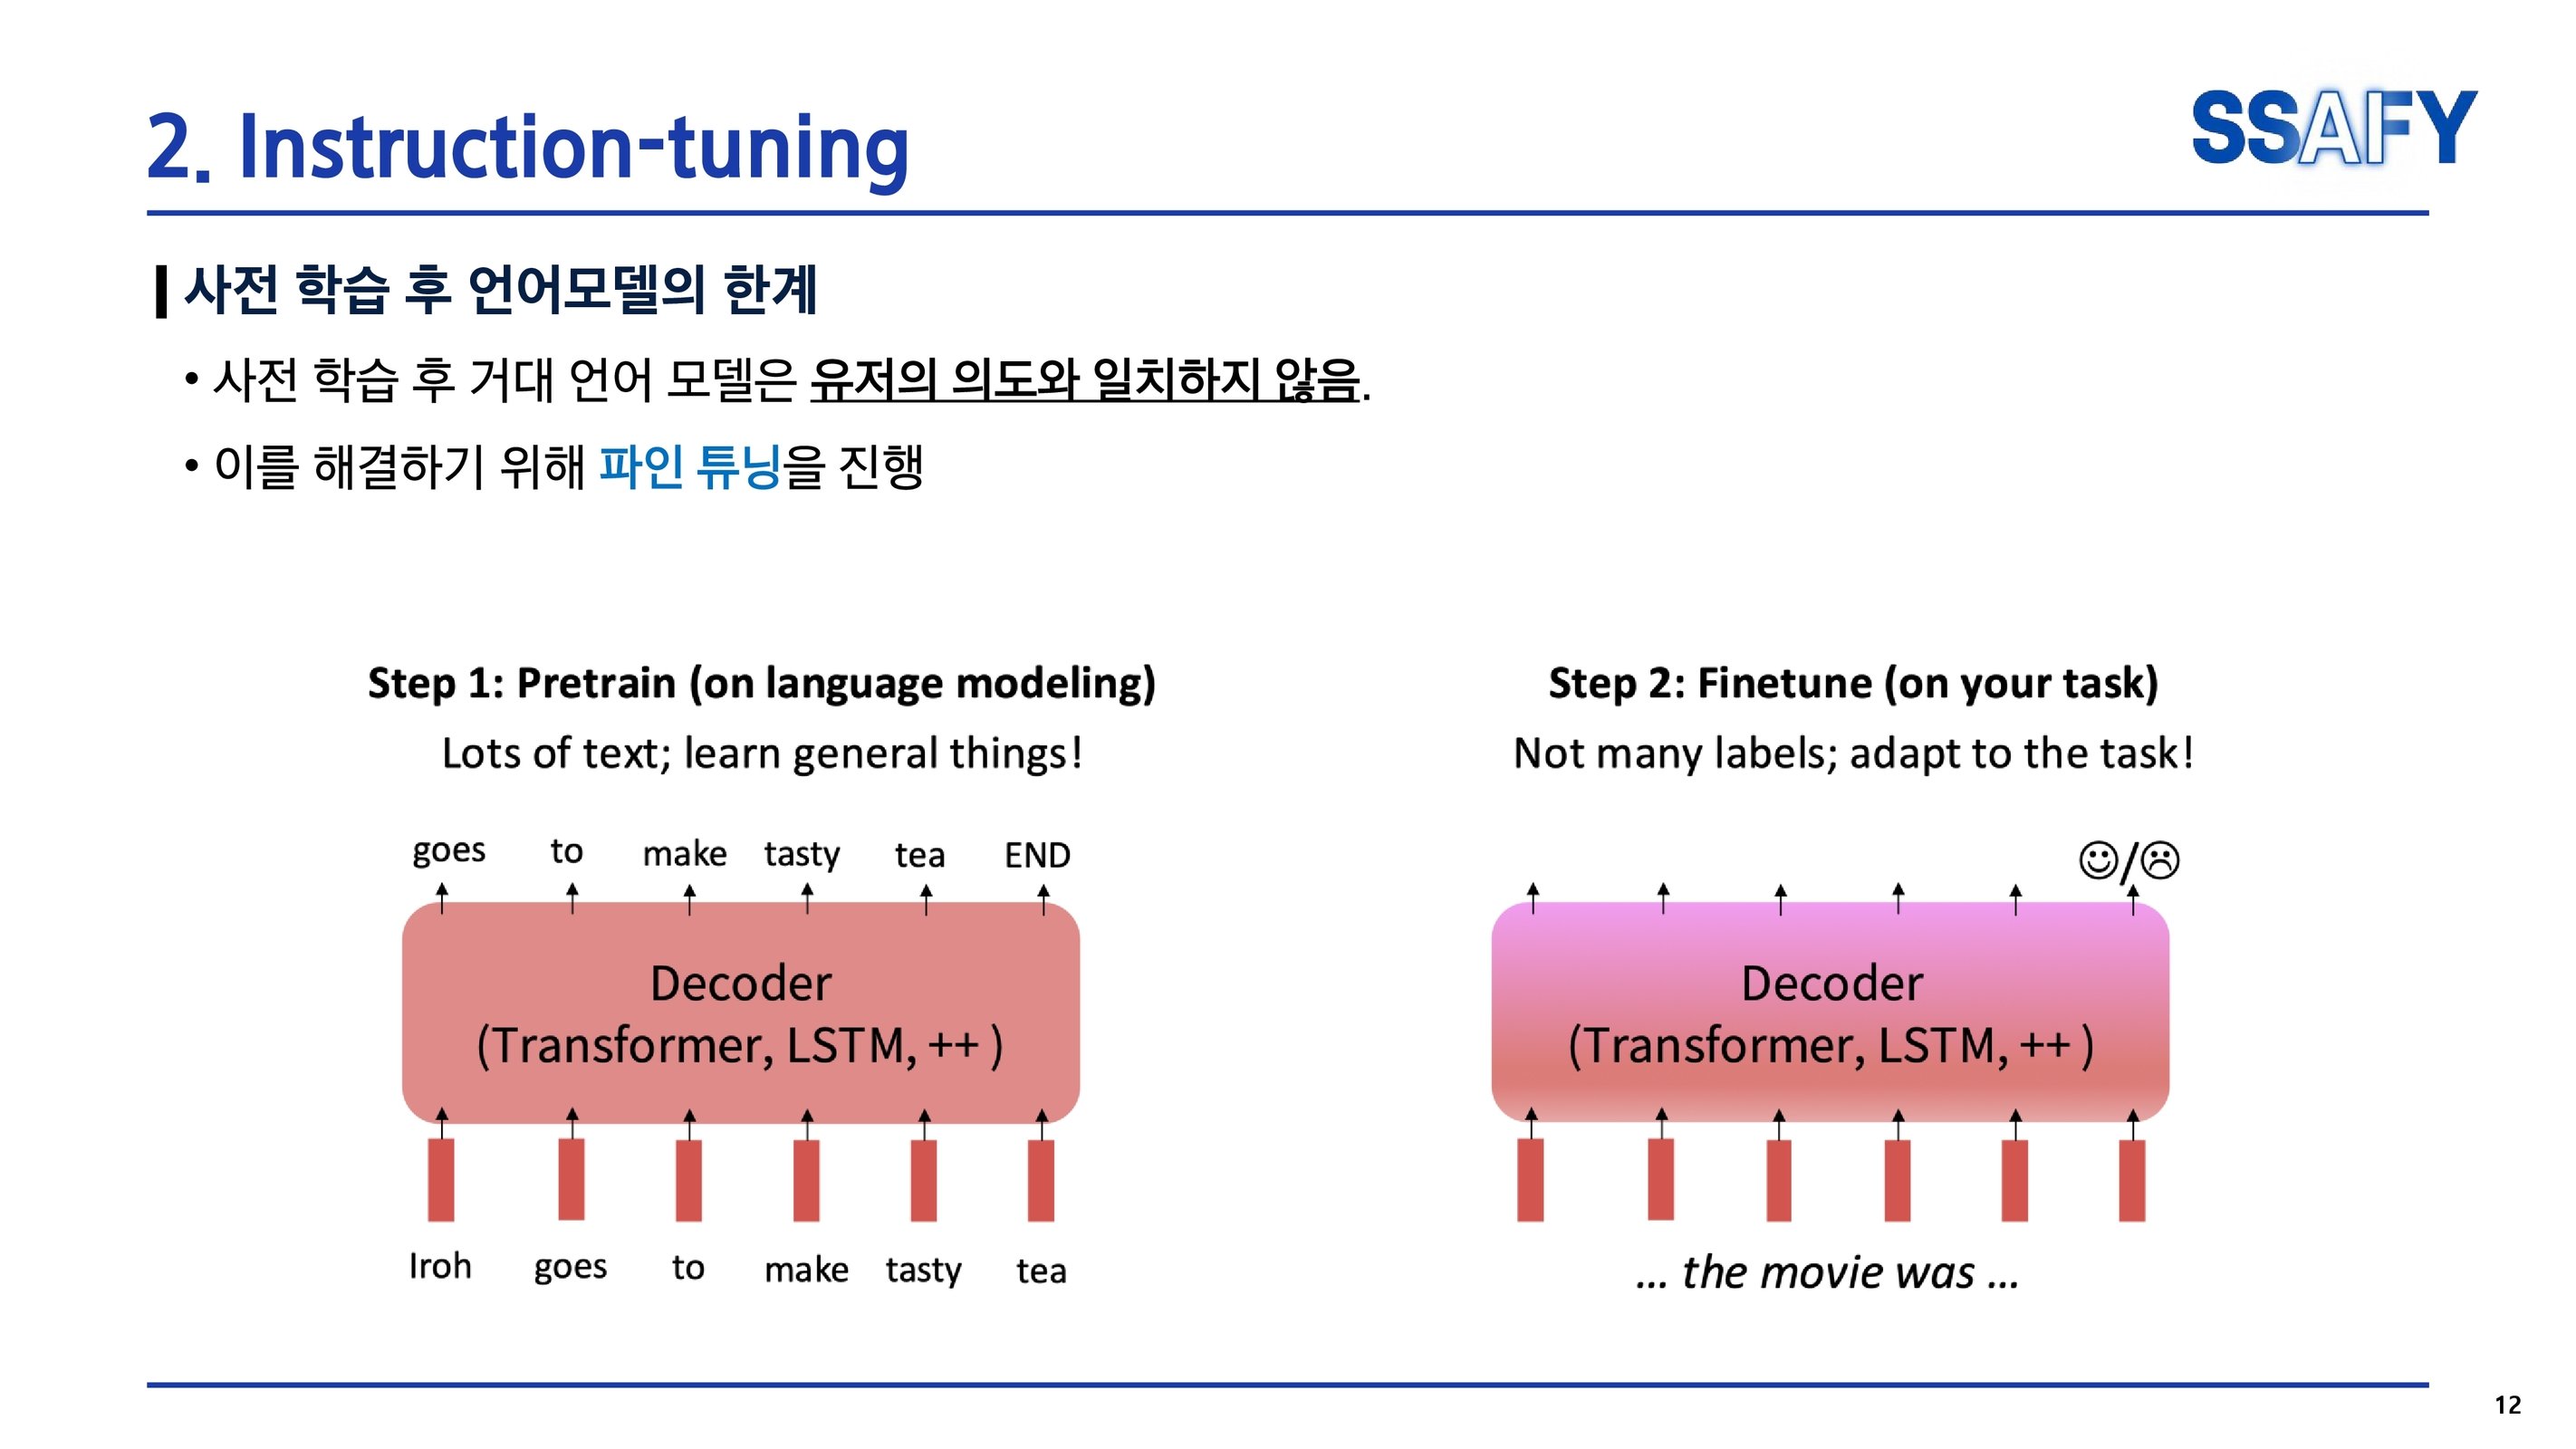 2. Instruction-tuning
SSAFY
사전 학습 후 언어모델의 한계
• 사전 학습 후 거대 언어 모델은 유저의 의도와 일치하지 않음.
• 이를 해결하기 위해 파인 튜닝을 진행
Step 1: Pretrain (on language modeling)
Lots of text; learn general things!
goes to make tasty tea END
Decoder
(Transformer, LSTM, ++ )
Iroh goes to make tasty tea
Step 2: Finetune (on your task)
Not many labels; adapt to the task!
☺/☹
Decoder
(Transformer, LSTM, ++ )
... the movie was ...
12